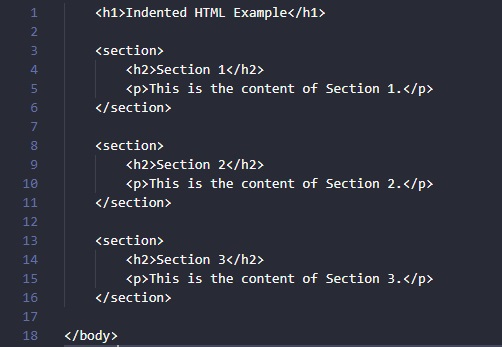 1 <h1>Indented HTML Example</h1>
2
3 <section>
4 <h2>Section 1</h2>
5 <p>This is the content of Section 1.</p>
6 </section>
7
8 <section>
9 <h2>Section 2</h2>
10 <p>This is the content of Section 2.</p>
11 </section>
12
13 <section>
14 <h2>Section 3</h2>
15 <p>This is the content of Section 3.</p>
16 </section>
17
18 </body>